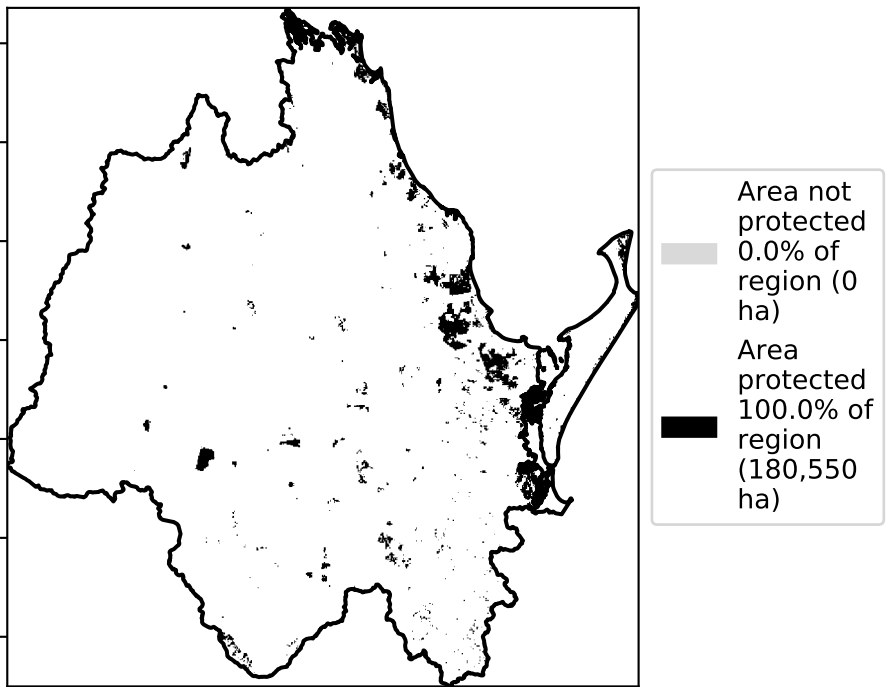 Area not
protected
0.0% of
region (0
ha)
Area
protected
100.0% of
region
(180,550
ha)